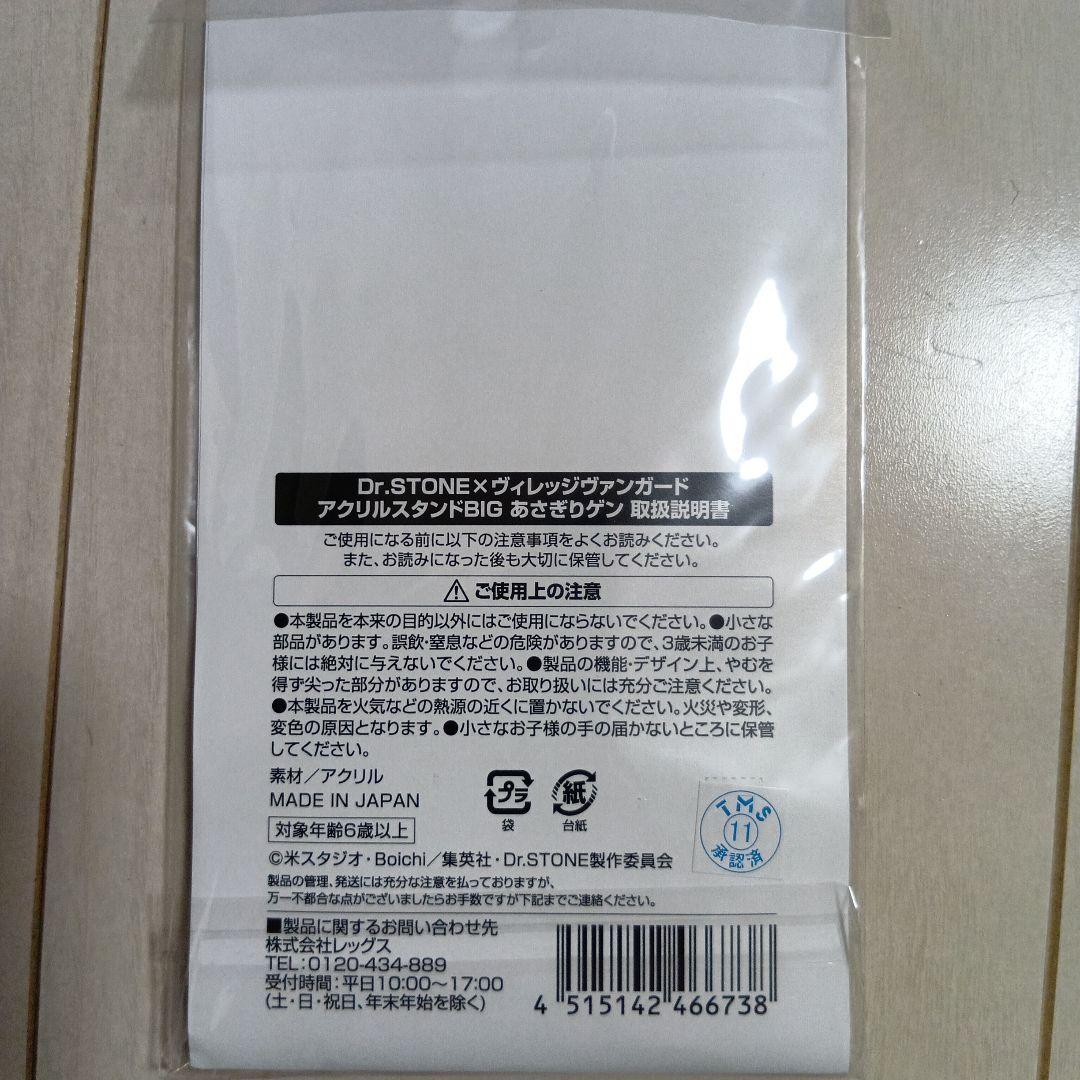 Dr.STONE×ヴィレッジヴァンガード
アクリルスタンドBIG あさぎりゲン 取扱説明書
ご使用になる前に以下の注意事項をよくお読みください。
また、お読みになった後も大切に保管してください。
ご使用上の注意
●本製品を本来の目的以外にはご使用にならないでください。●小さな
部品があります。誤飲・窒息などの危険がありますので、3歳未満のお子
様には絶対に与えないでください。●製品の機能・デザイン上、やむを
得ず尖った部分がありますので、お取り扱いには充分ご注意ください。
●本製品を火気などの熱源の近くに置かないでください。火災や変形、
変色の原因となります。●小さなお子様の手の届かないところに保管
してください。
素材／アクリル
MADE IN JAPAN
対象年齢6歳以上
プラ
袋
紙
台紙
TMS
11
承認済
©米スタジオ・Boichi／集英社・Dr.STONE製作委員会
製品の管理、発送には充分な注意を払っておりますが、
万一不都合な点がございましたらお手数ですが下記までご連絡ください。
■製品に関するお問い合わせ先
株式会社レッグス
TEL:0120-434-889
受付時間:平日10:00～17:00
(土・日・祝日、年末年始を除く)
4 515142 466738